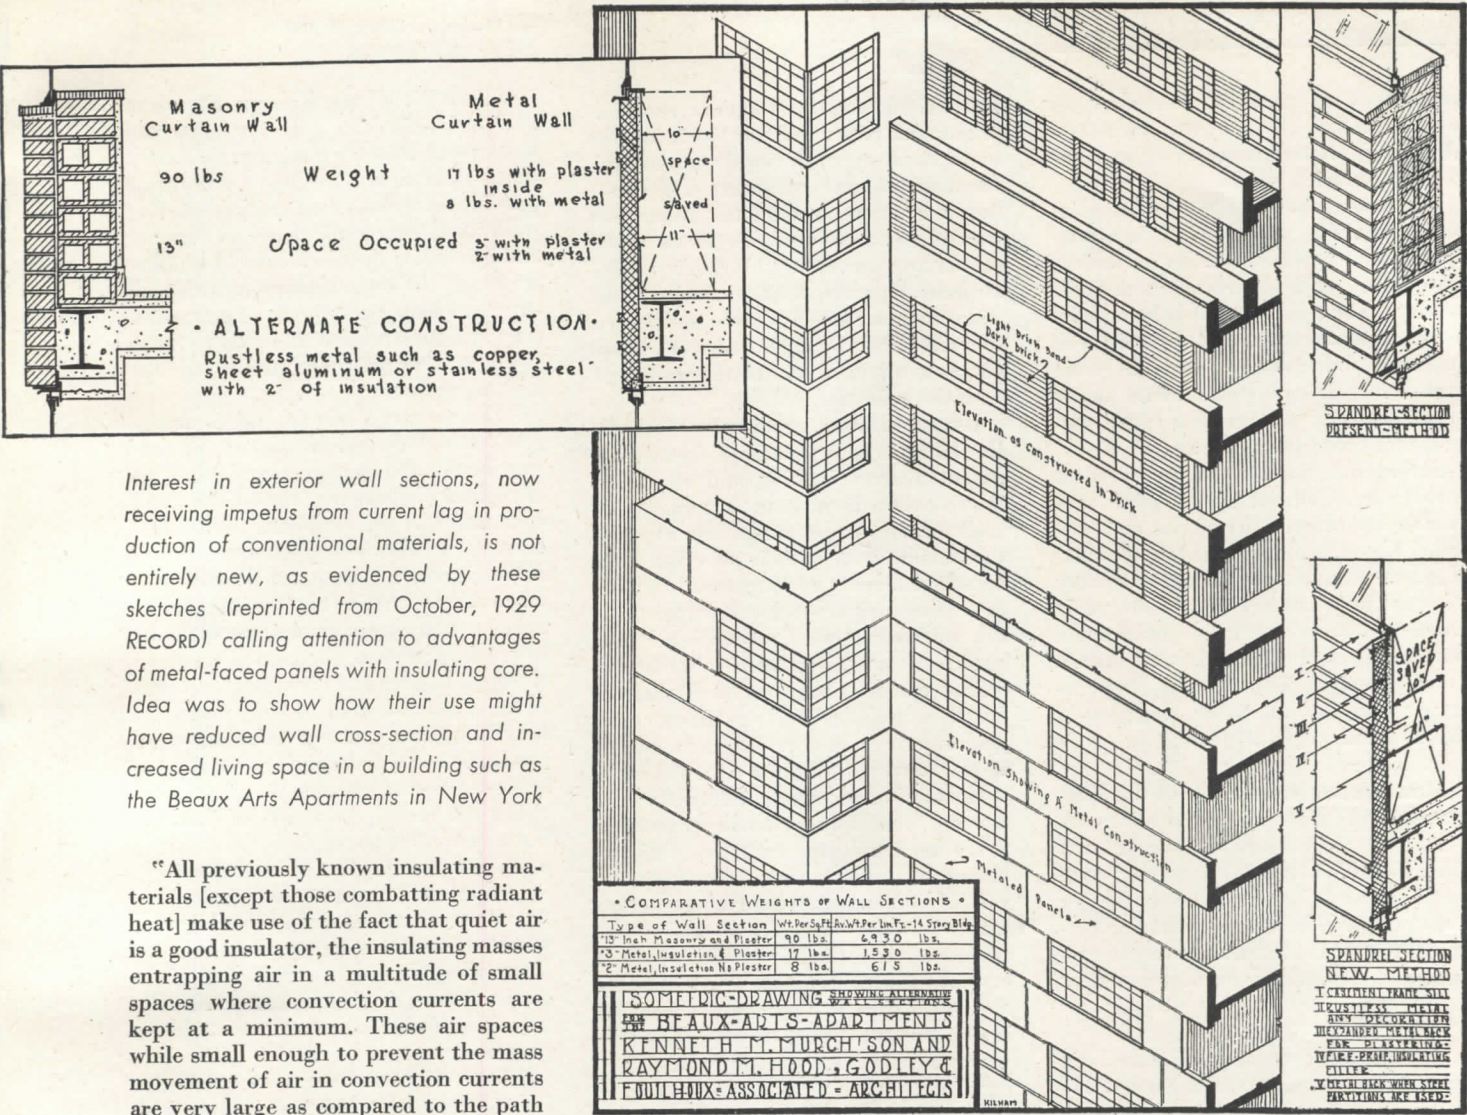 Masonry
Curtain Wall
Metal
Curtain Wall
90 lbs
Weight
17 lbs with plaster
inside
8 lbs. with metal
13"
Space Occupied
3" with plaster
2" with metal
10"
space
saved
11"
• ALTERNATE CONSTRUCTION •
Rustless metal such as copper,
sheet aluminum or stainless steel
with 2" of insulation
Interest in exterior wall sections, now
receiving impetus from current lag in pro-
duction of conventional materials, is not
entirely new, as evidenced by these
sketches (reprinted from October, 1929
RECORD) calling attention to advantages
of metal-faced panels with insulating core.
Idea was to show how their use might
have reduced wall cross-section and in-
creased living space in a building such as
the Beaux Arts Apartments in New York
"All previously known insulating ma-
terials [except those combatting radiant
heat] make use of the fact that quiet air
is a good insulator, the insulating masses
entrapping air in a multitude of small
spaces where convection currents are
kept at a minimum. These air spaces
while small enough to prevent the mass
movement of air in convection currents
are very large as compared to the path
Light Brick Band
Dark Brick
Elevation as Constructed in Brick
Elevation Showing A Metal Construction
Metaled Panels
• COMPARATIVE WEIGHTS OF WALL SECTIONS •
Type of Wall Section Wt. Per Sq. Ft. Av. Wt. Per Lin. Ft.-14 Story Bldg.
"13" Inch Masonry and Plaster 90 lbs. 6,930 lbs.
"3" Metal, Insulation, & Plaster 17 lbs. 1,530 lbs.
"2" Metal, Insulation No Plaster 8 lbs. 615 lbs.
ISOMETRIC-DRAWING SHOWING ALTERNATIVE
WALL SECTIONS
FOR THE BEAUX-ARTS-APARTMENTS
KENNETH M. MURCHISON AND
RAYMOND M. HOOD, GODLEY &
FOUILHOUX = ASSOCIATED = ARCHITECTS
KILHAM
SPANDREL-SECTION
PRESENT-METHOD
SPACE
SAVED
10"
11"
I
II
III
IV
V
SPANDREL SECTION
NEW METHOD
I CASEMENT FRAME SILL
II RUSTLESS METAL
ANY DECORATION
III EXPANDED METAL BACK
FOR PLASTERING-
IV FIRE-PROOF, INSULATING
FILLER
V METAL BACK WHEN STEEL
PARTITIONS ARE USED-